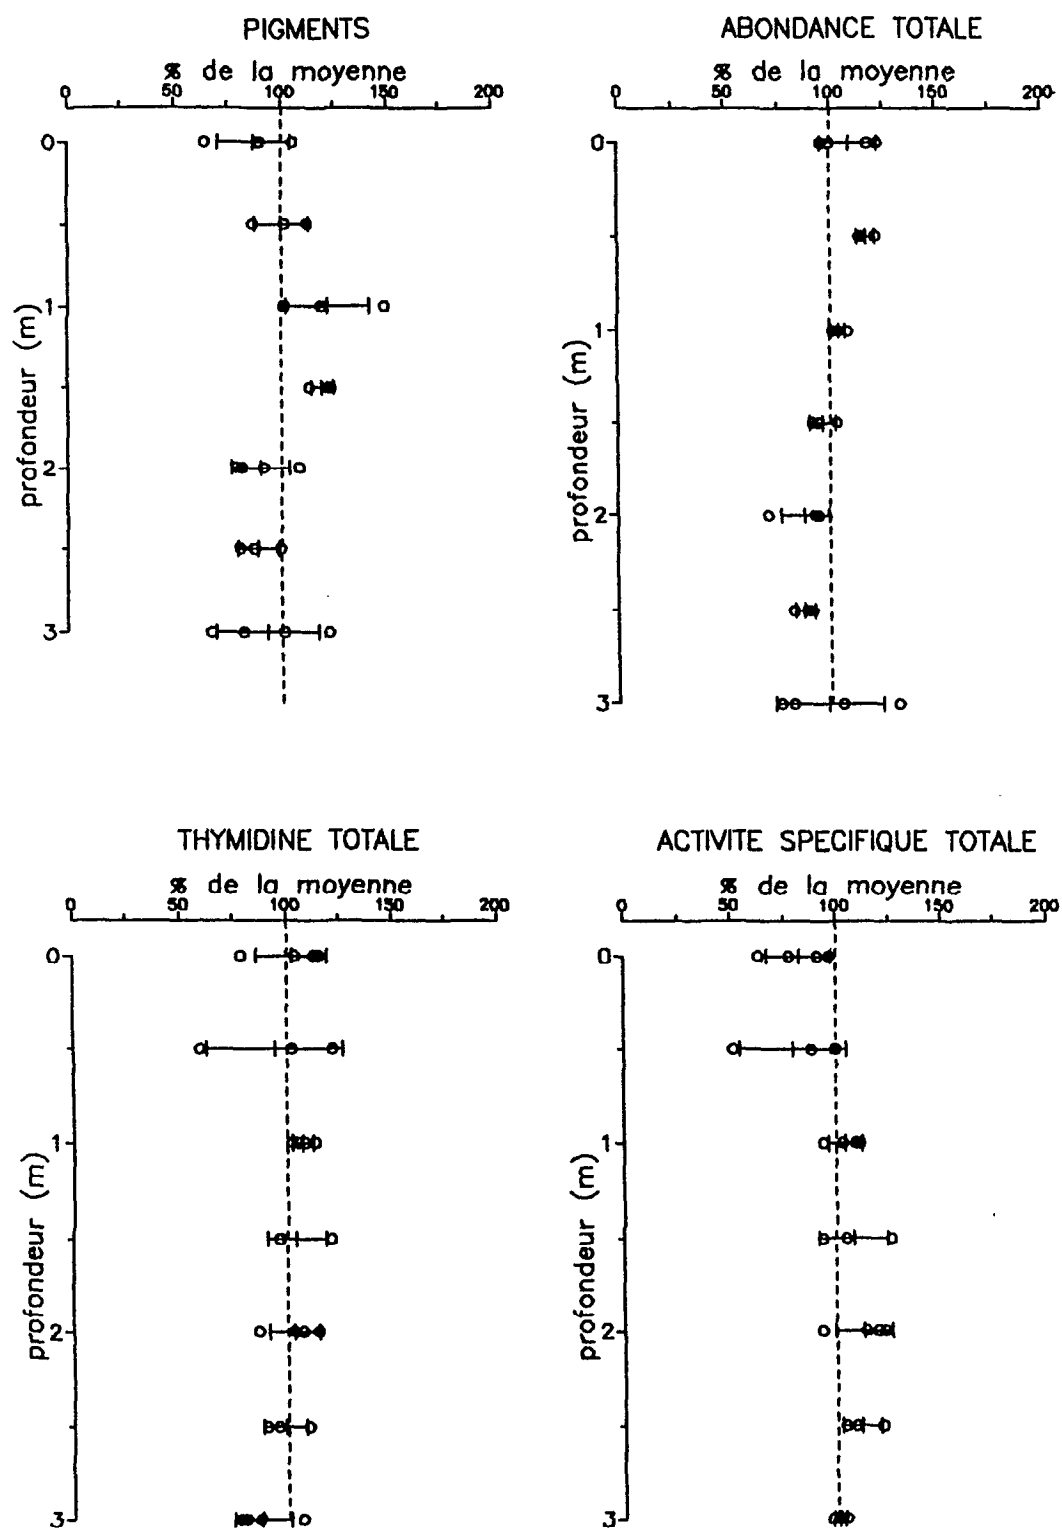 PIGMENTS
% de la moyenne
0 50 100 150 200
0
1
2
3
profondeur (m)
ABONDANCE TOTALE
% de la moyenne
0 50 100 150 200
0
1
2
3
profondeur (m)
THYMIDINE TOTALE
% de la moyenne
0 50 100 150 200
0
1
2
3
profondeur (m)
ACTIVITE SPECIFIQUE TOTALE
% de la moyenne
0 50 100 150 200
0
1
2
3
profondeur (m)